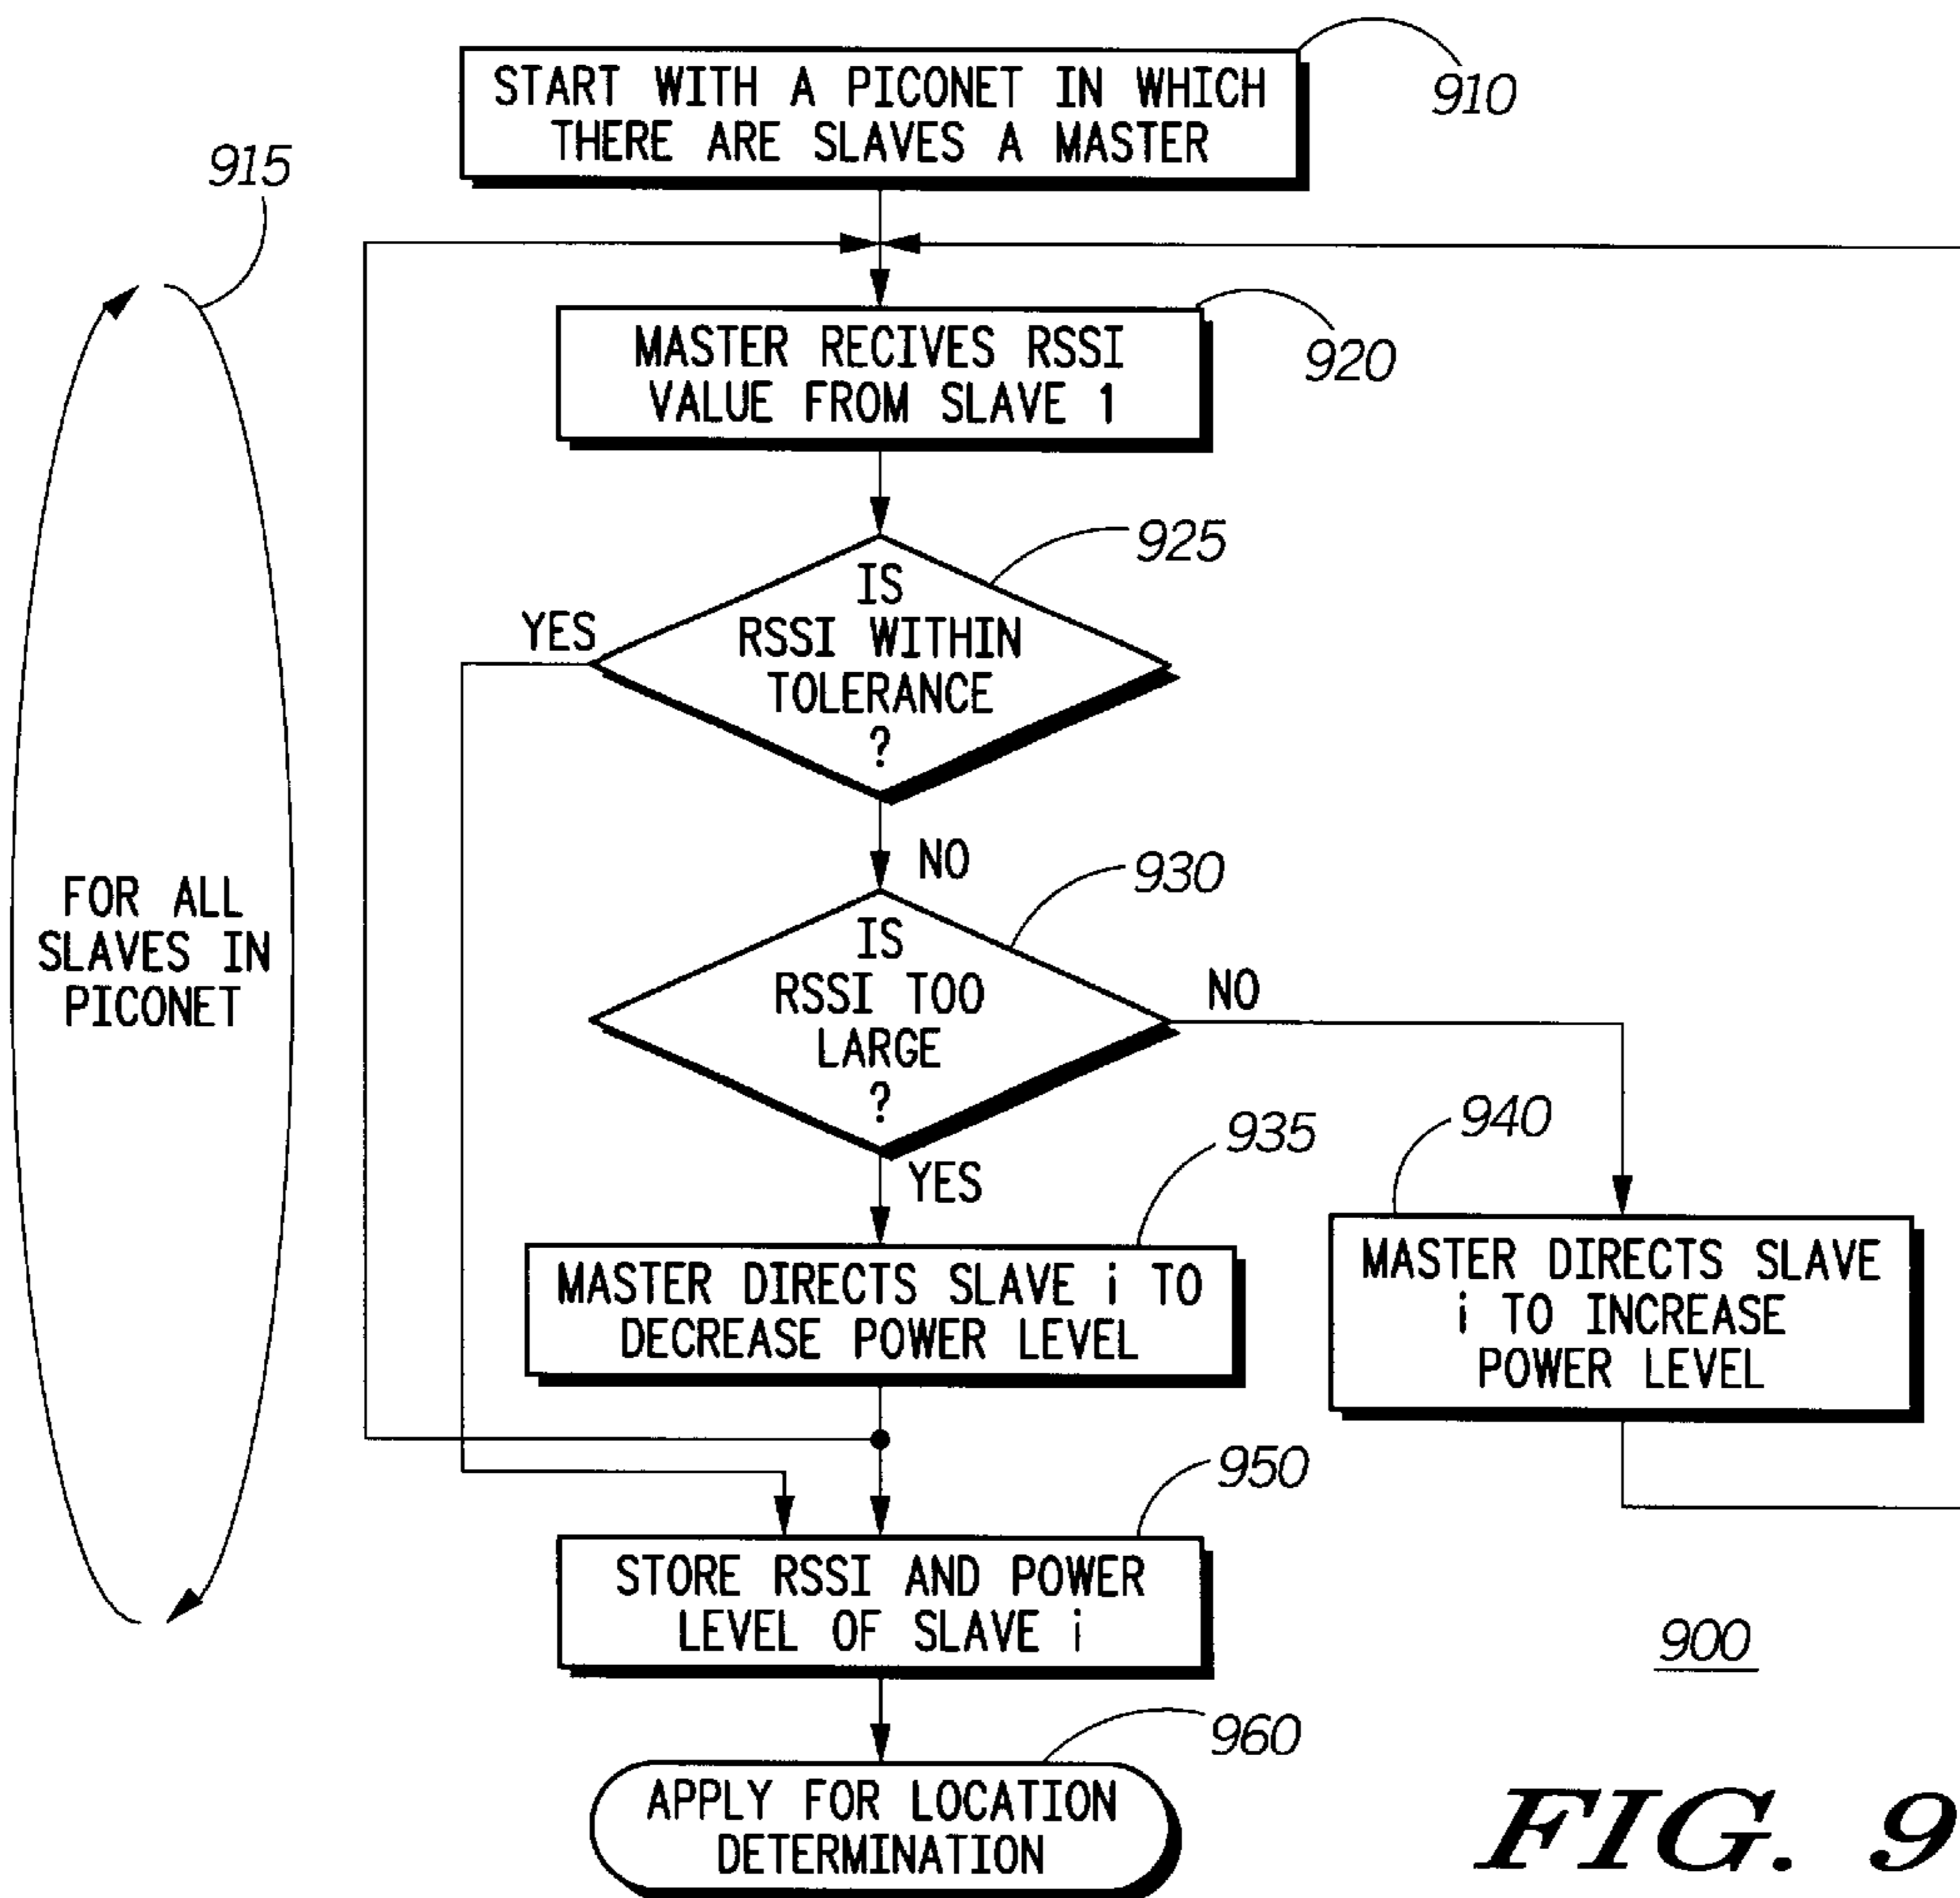 START WITH A PICONET IN WHICH
THERE ARE SLAVES A MASTER
910
915
MASTER RECIVES RSSI
VALUE FROM SLAVE 1
920
925
IS
RSSI WITHIN
TOLERANCE
?
YES
NO
930
IS
RSSI TOO
LARGE
?
NO
YES
FOR ALL
SLAVES IN
PICONET
935
MASTER DIRECTS SLAVE i TO
DECREASE POWER LEVEL
940
MASTER DIRECTS SLAVE
i TO INCREASE
POWER LEVEL
950
STORE RSSI AND POWER
LEVEL OF SLAVE i
900
960
APPLY FOR LOCATION
DETERMINATION
FIG. 9